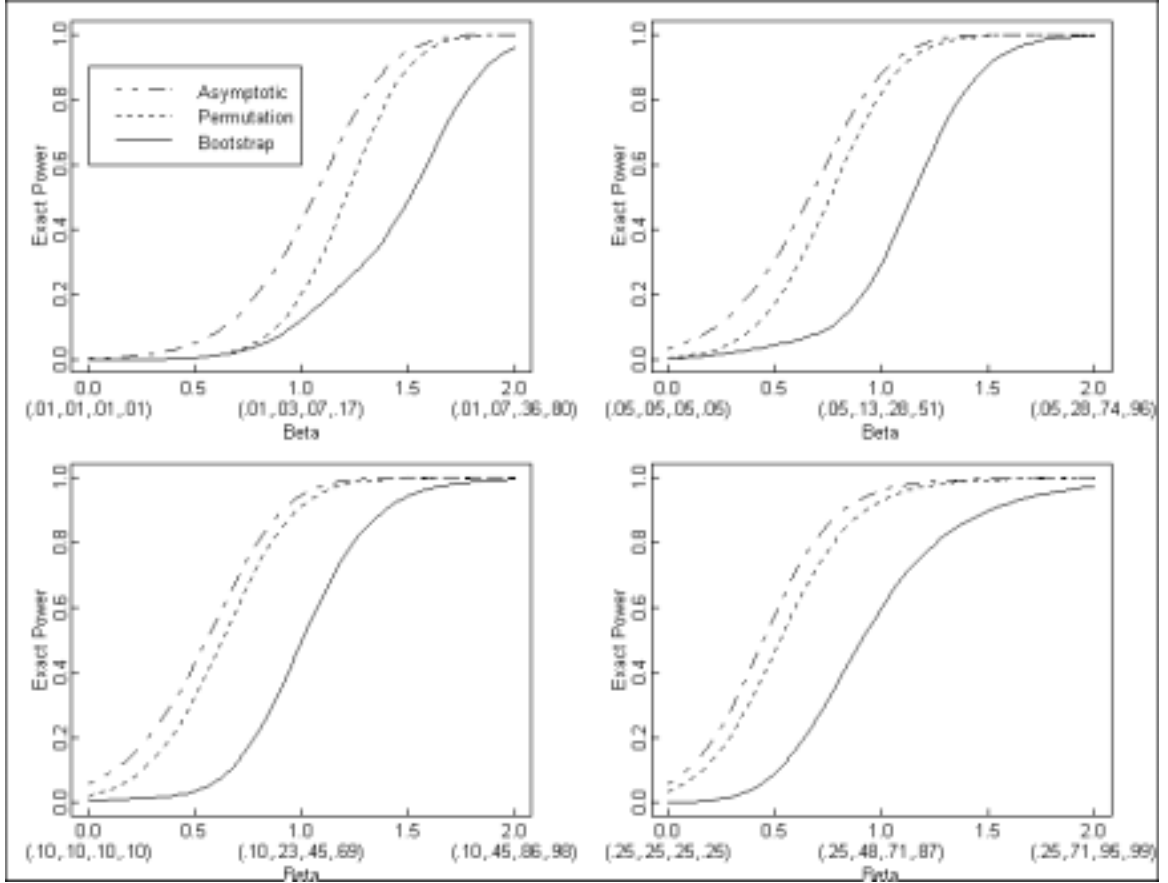 Exact Power
0.0 0.2 0.4 0.6 0.8 1.0
Asymptotic
Permutation
Bootstrap
0.0 0.5 1.0 1.5 2.0
(.01,.01,.01,.01) (.01,.03,.07,.17) (.01,.07,.36,.80)
Beta
Exact Power
0.0 0.2 0.4 0.6 0.8 1.0
0.0 0.5 1.0 1.5 2.0
(.05,.05,.05,.05) (.05,.13,.28,.51) (.05,.28,.74,.96)
Beta
Exact Power
0.0 0.2 0.4 0.6 0.8 1.0
0.0 0.5 1.0 1.5 2.0
(.10,.10,.10,.10) (.10,.23,.45,.69) (.10,.45,.86,.98)
Beta
Exact Power
0.0 0.2 0.4 0.6 0.8 1.0
0.0 0.5 1.0 1.5 2.0
(.25,.25,.25,.25) (.25,.48,.71,.87) (.25,.71,.95,.99)
Beta